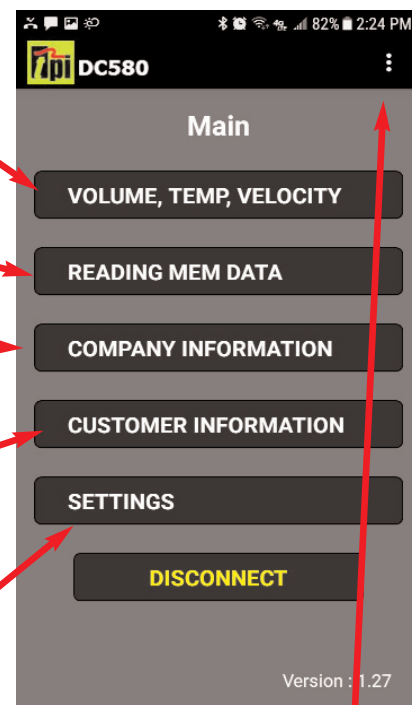 82% 2:24 PM
tpi DC580
Main
VOLUME, TEMP, VELOCITY
READING MEM DATA
COMPANY INFORMATION
CUSTOMER INFORMATION
SETTINGS
DISCONNECT
Version : 1.27